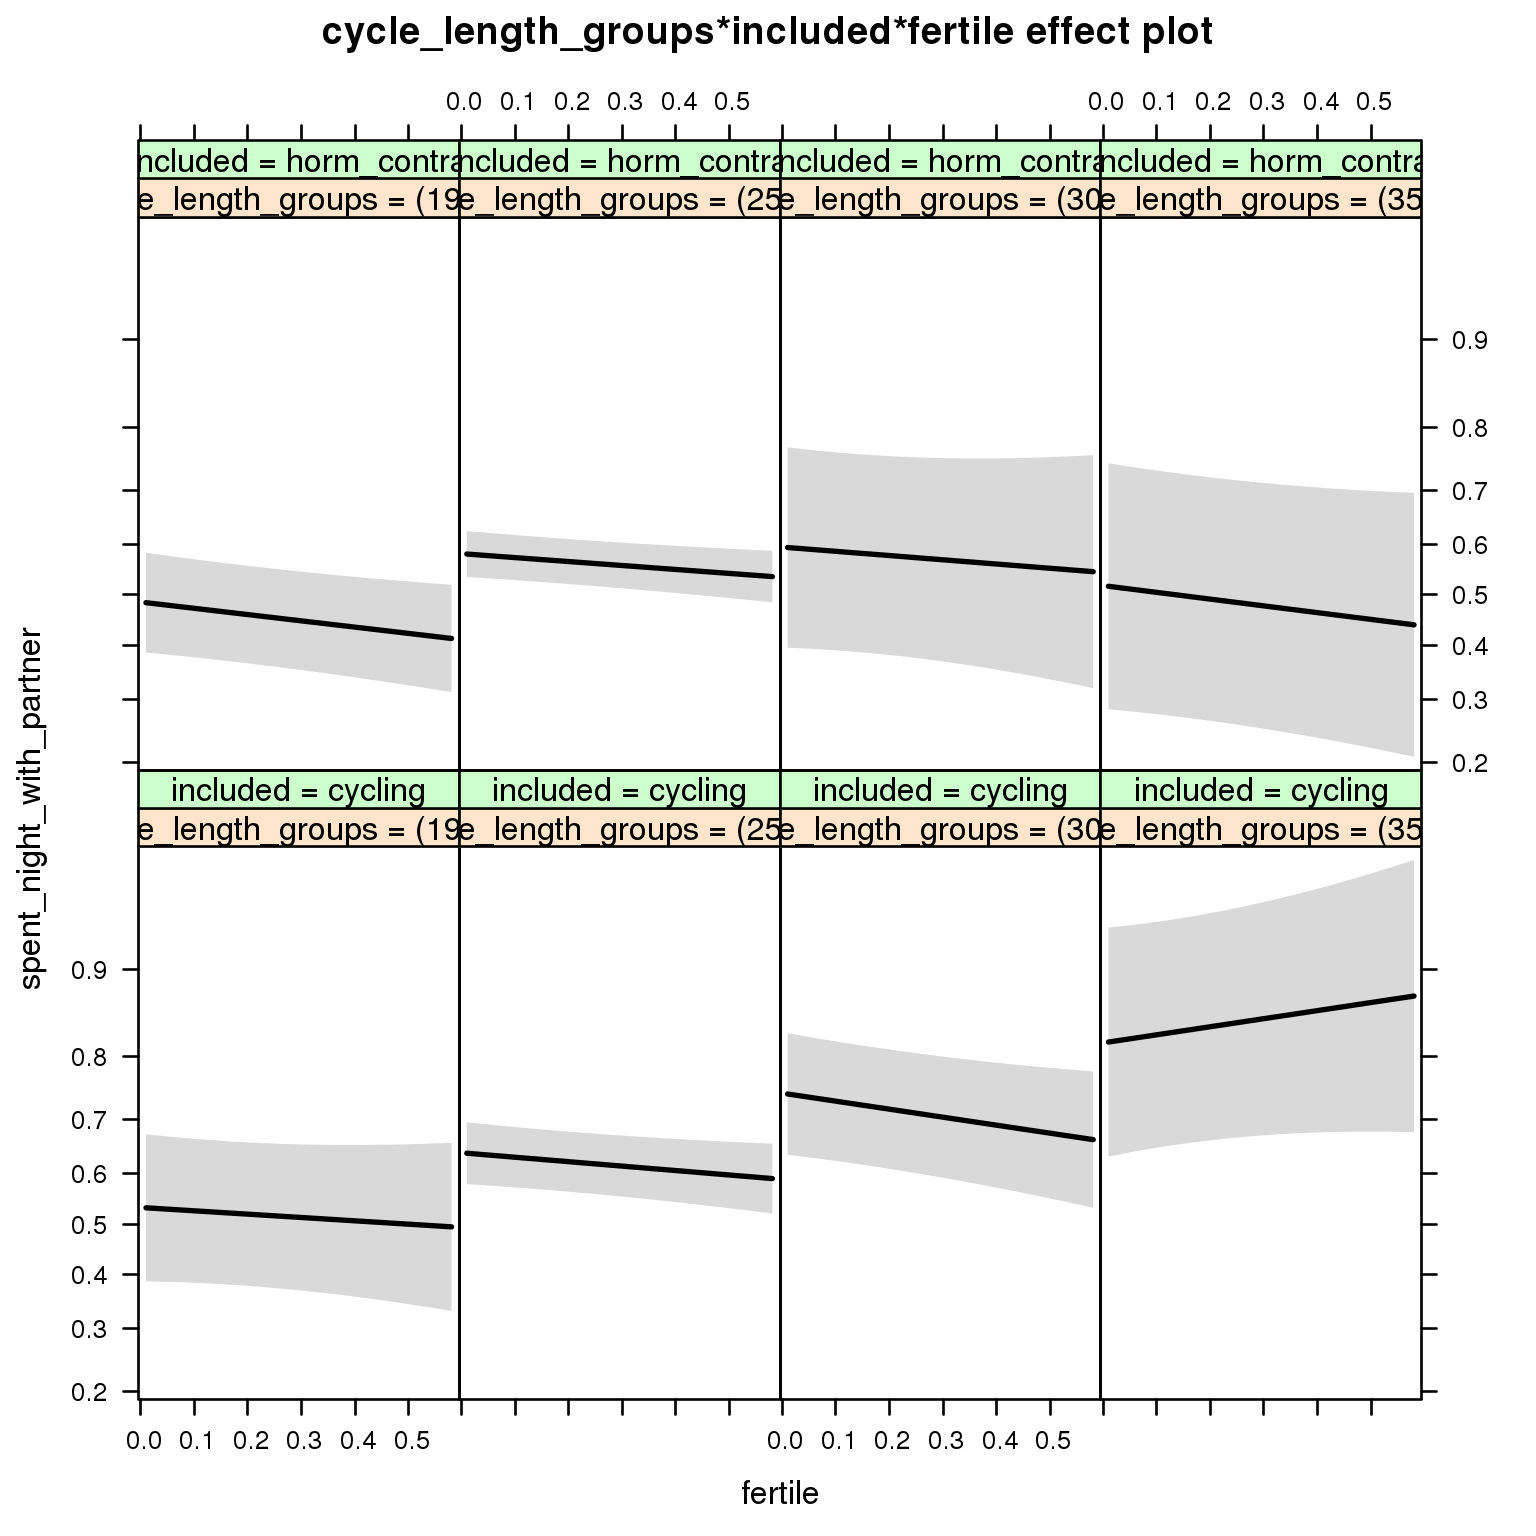 cycle_length_groups*included*fertile effect plot
0.0 0.1 0.2 0.3 0.4 0.5 0.0 0.1 0.2 0.3 0.4 0.5
ncluded = horm_contra ncluded = horm_contra ncluded = horm_contra ncluded = horm_contra
e_length_groups = (19 e_length_groups = (25 e_length_groups = (30 e_length_groups = (35
0.9
0.8
0.7
0.6
0.5
0.4
0.3
0.2
spent_night_with_partner
included = cycling included = cycling included = cycling included = cycling
e_length_groups = (19 e_length_groups = (25 e_length_groups = (30 e_length_groups = (35
0.9
0.8
0.7
0.6
0.5
0.4
0.3
0.2
0.0 0.1 0.2 0.3 0.4 0.5 0.0 0.1 0.2 0.3 0.4 0.5
fertile